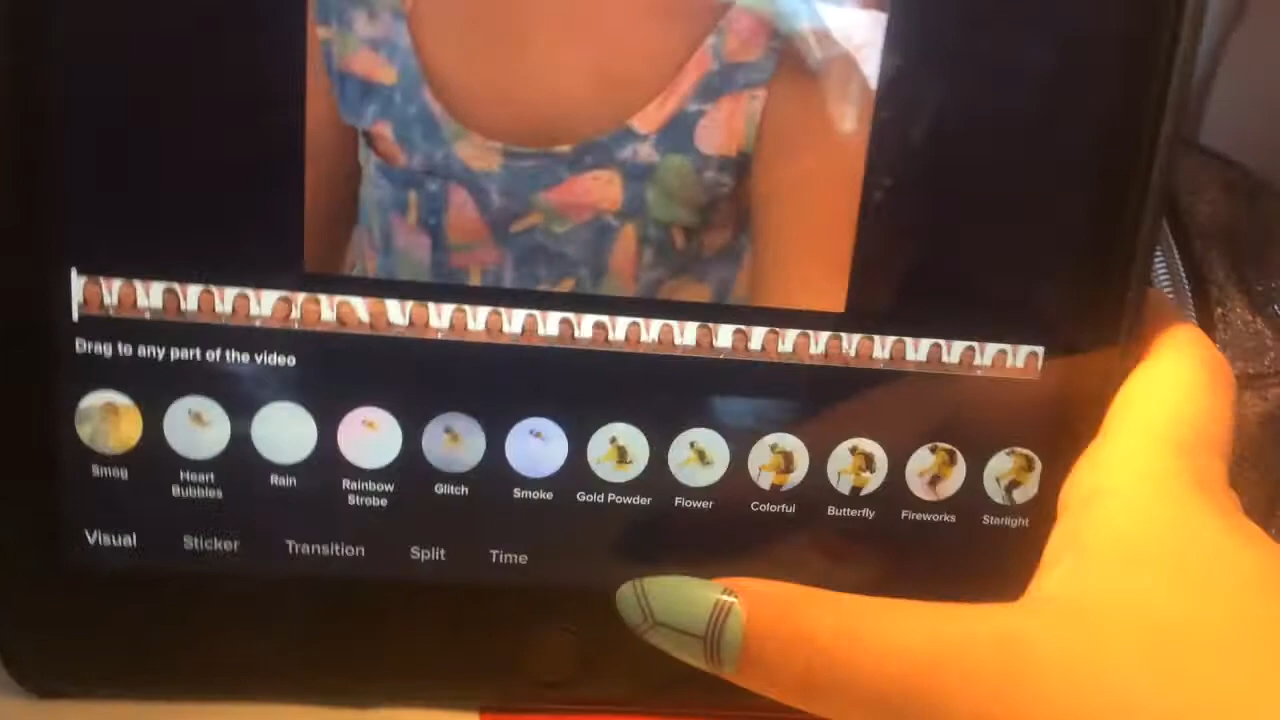 Drag to any part of the video
Smog
Heart
Bubbles
Rain
Rainbow
Strobe
Glitch
Smoke
Gold Powder
Flower
Colorful
Butterfly
Fireworks
Starlight
Visual
Sticker
Transition
Split
Time